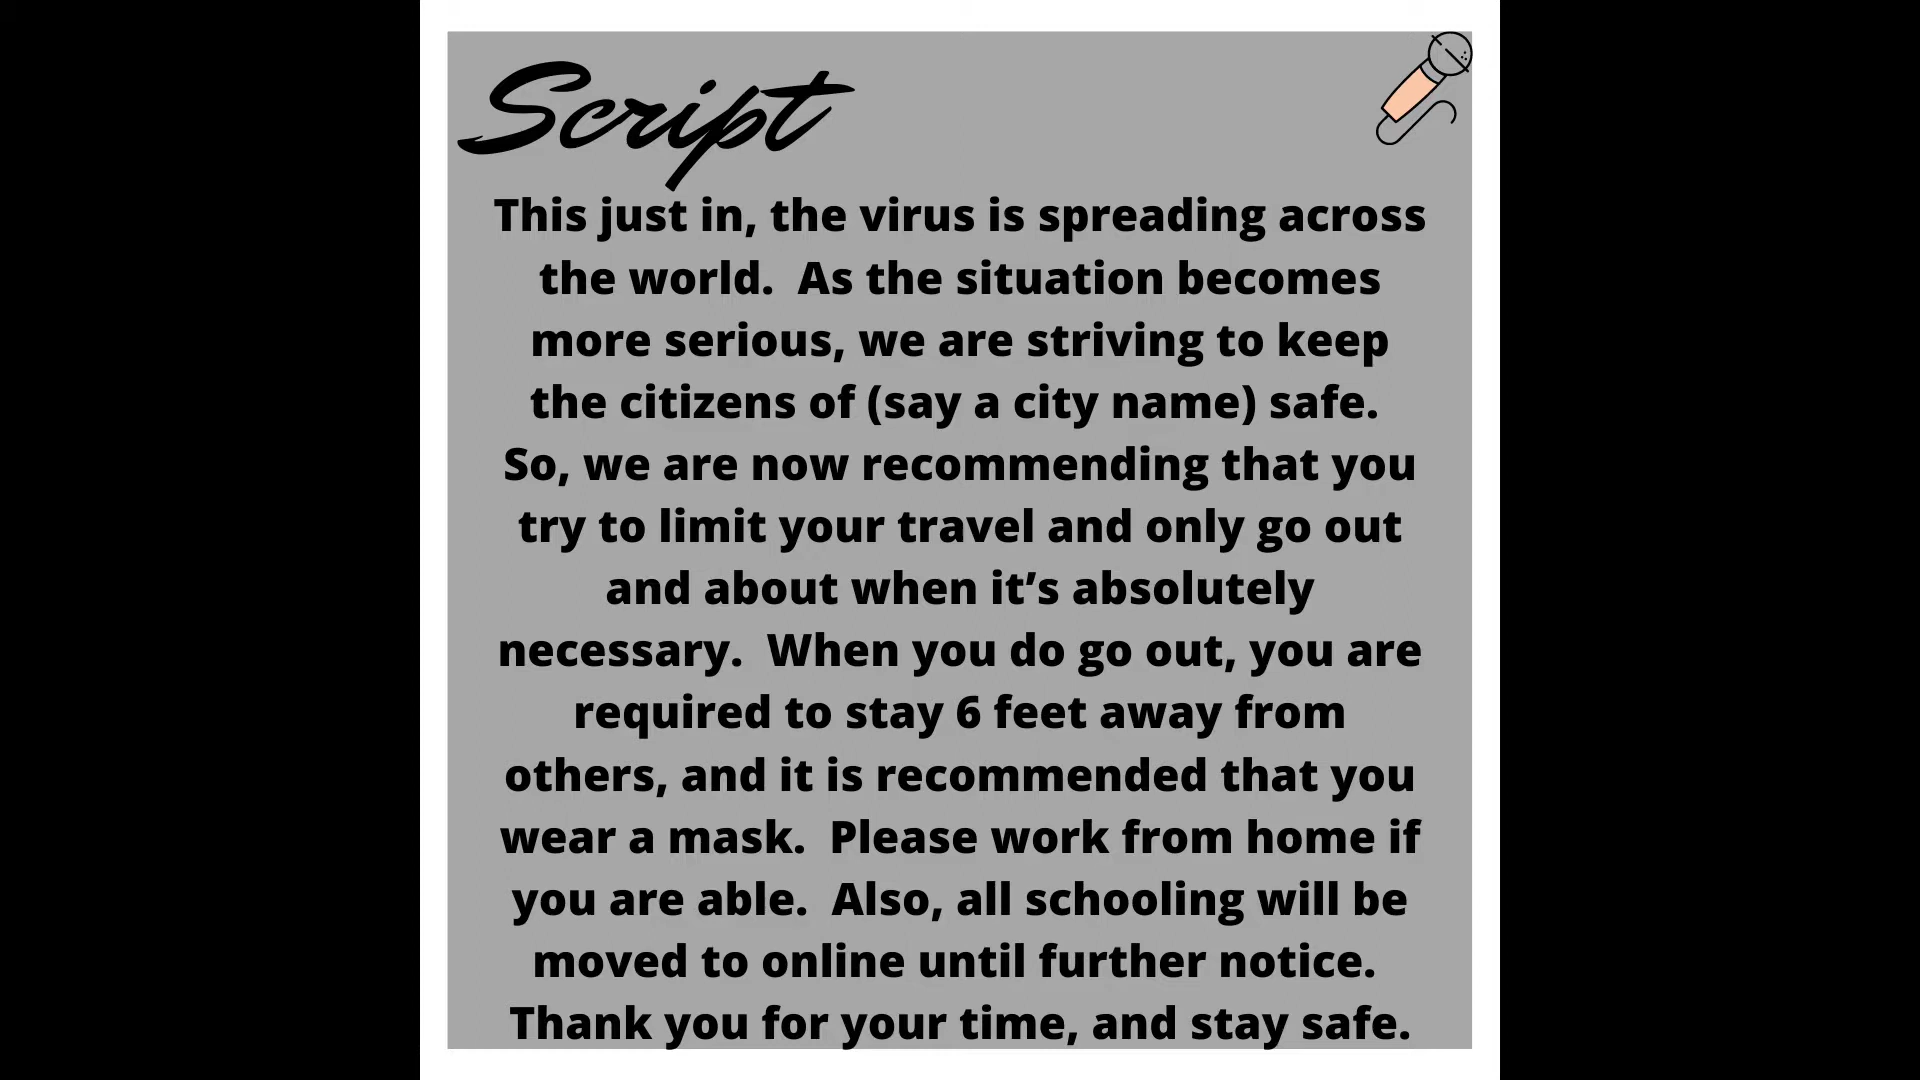 Script
This just in, the virus is spreading across
the world.  As the situation becomes
more serious, we are striving to keep
the citizens of (say a city name) safe.
So, we are now recommending that you
try to limit your travel and only go out
and about when it’s absolutely
necessary.  When you do go out, you are
required to stay 6 feet away from
others, and it is recommended that you
wear a mask.  Please work from home if
you are able.  Also, all schooling will be
moved to online until further notice.
Thank you for your time, and stay safe.